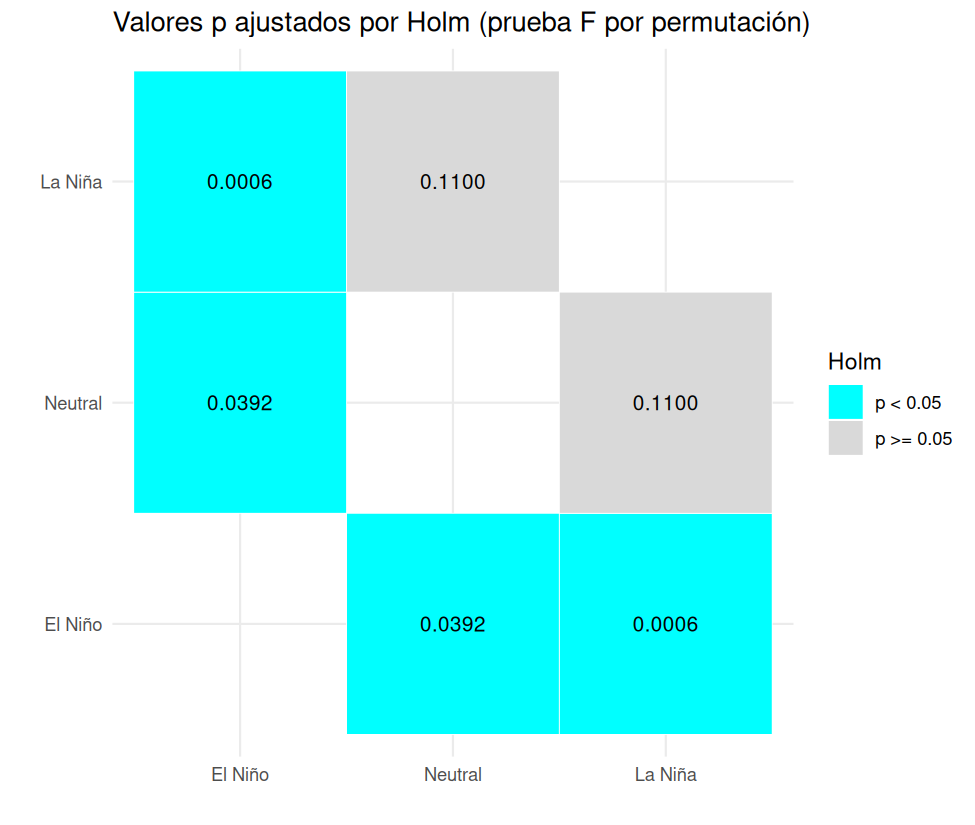 Valores p ajustados por Holm (prueba F por permutación)
La Niña
0.0006
0.1100
Neutral
0.0392
0.1100
El Niño
0.0392
0.0006
El Niño
Neutral
La Niña
Holm
p < 0.05
p >= 0.05